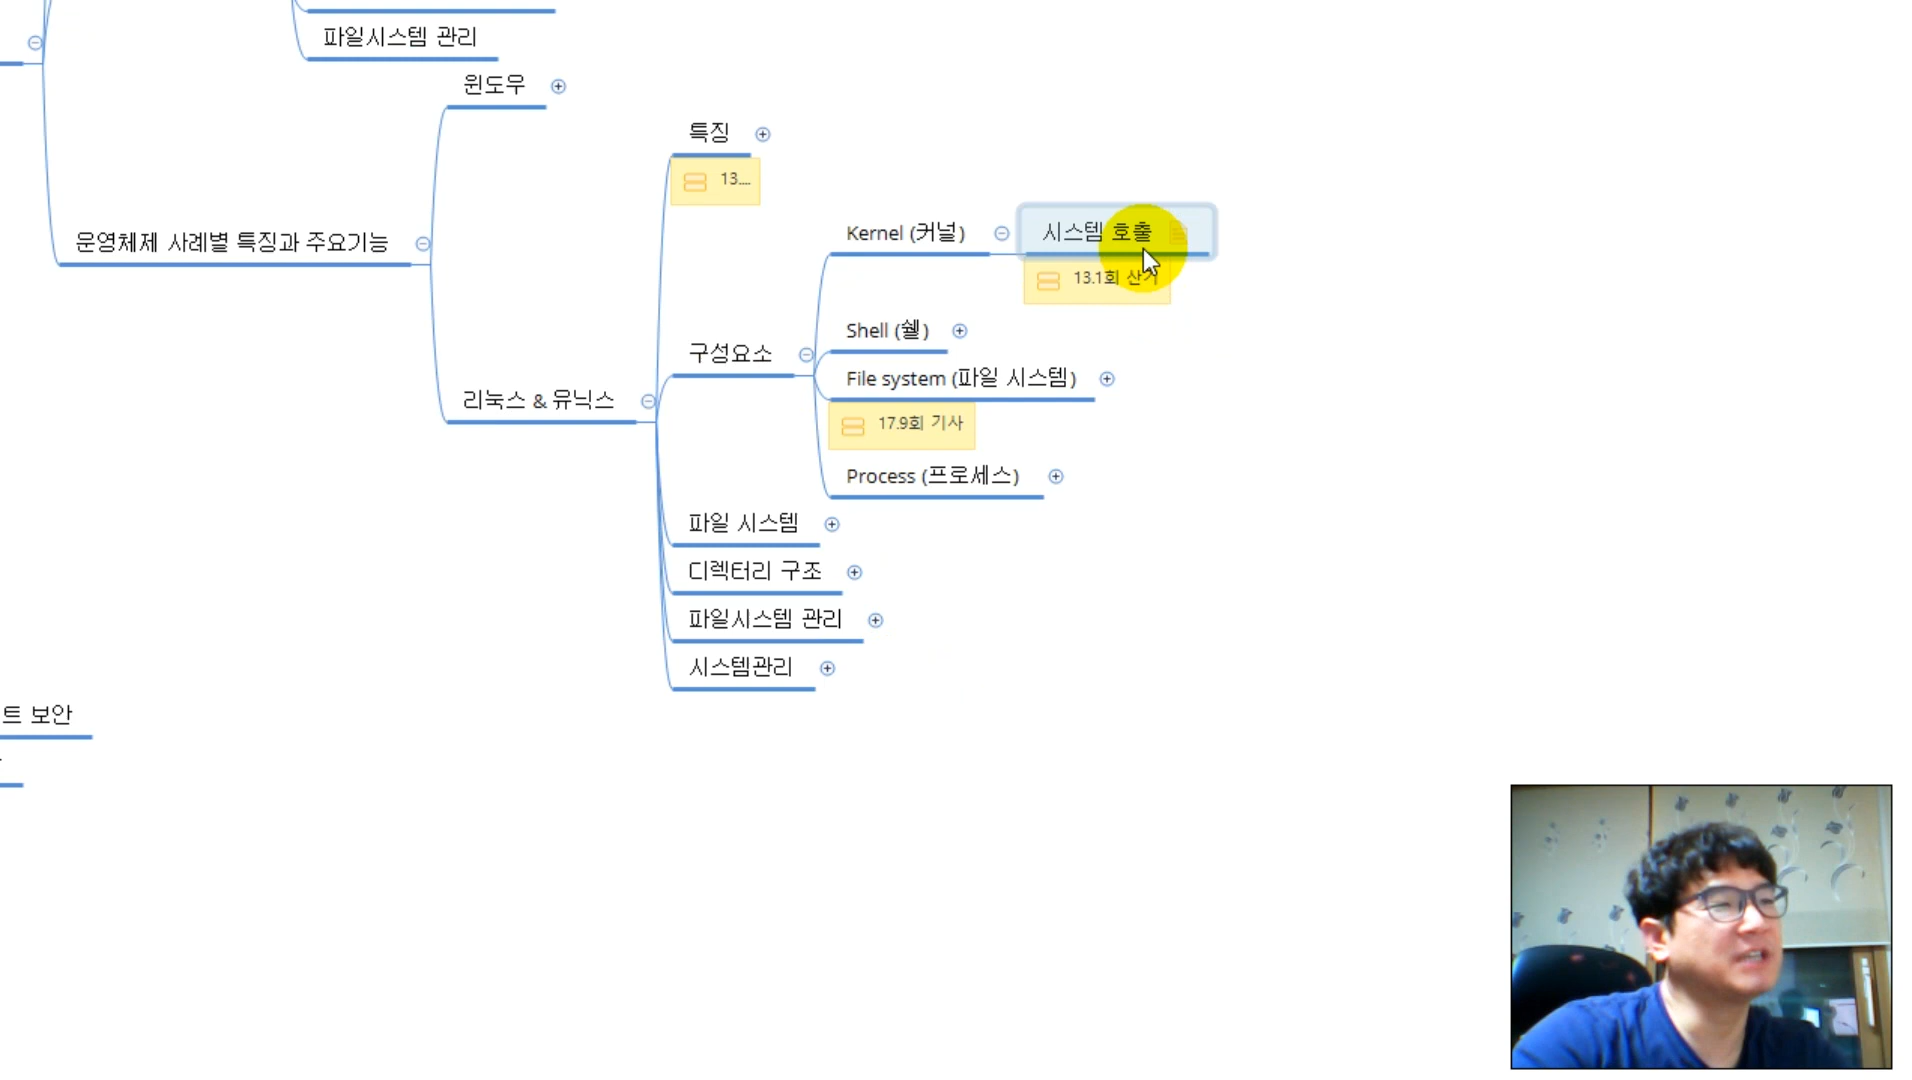 파일시스템 관리
윈도우
특징
13....
운영체제 사례별 특징과 주요기능
Kernel (커널)
시스템 호출
13.1회 산기
Shell (쉘)
구성요소
File system (파일 시스템)
리눅스 & 유닉스
17.9회 기사
Process (프로세스)
파일 시스템
디렉터리 구조
파일시스템 관리
시스템관리
트 보안